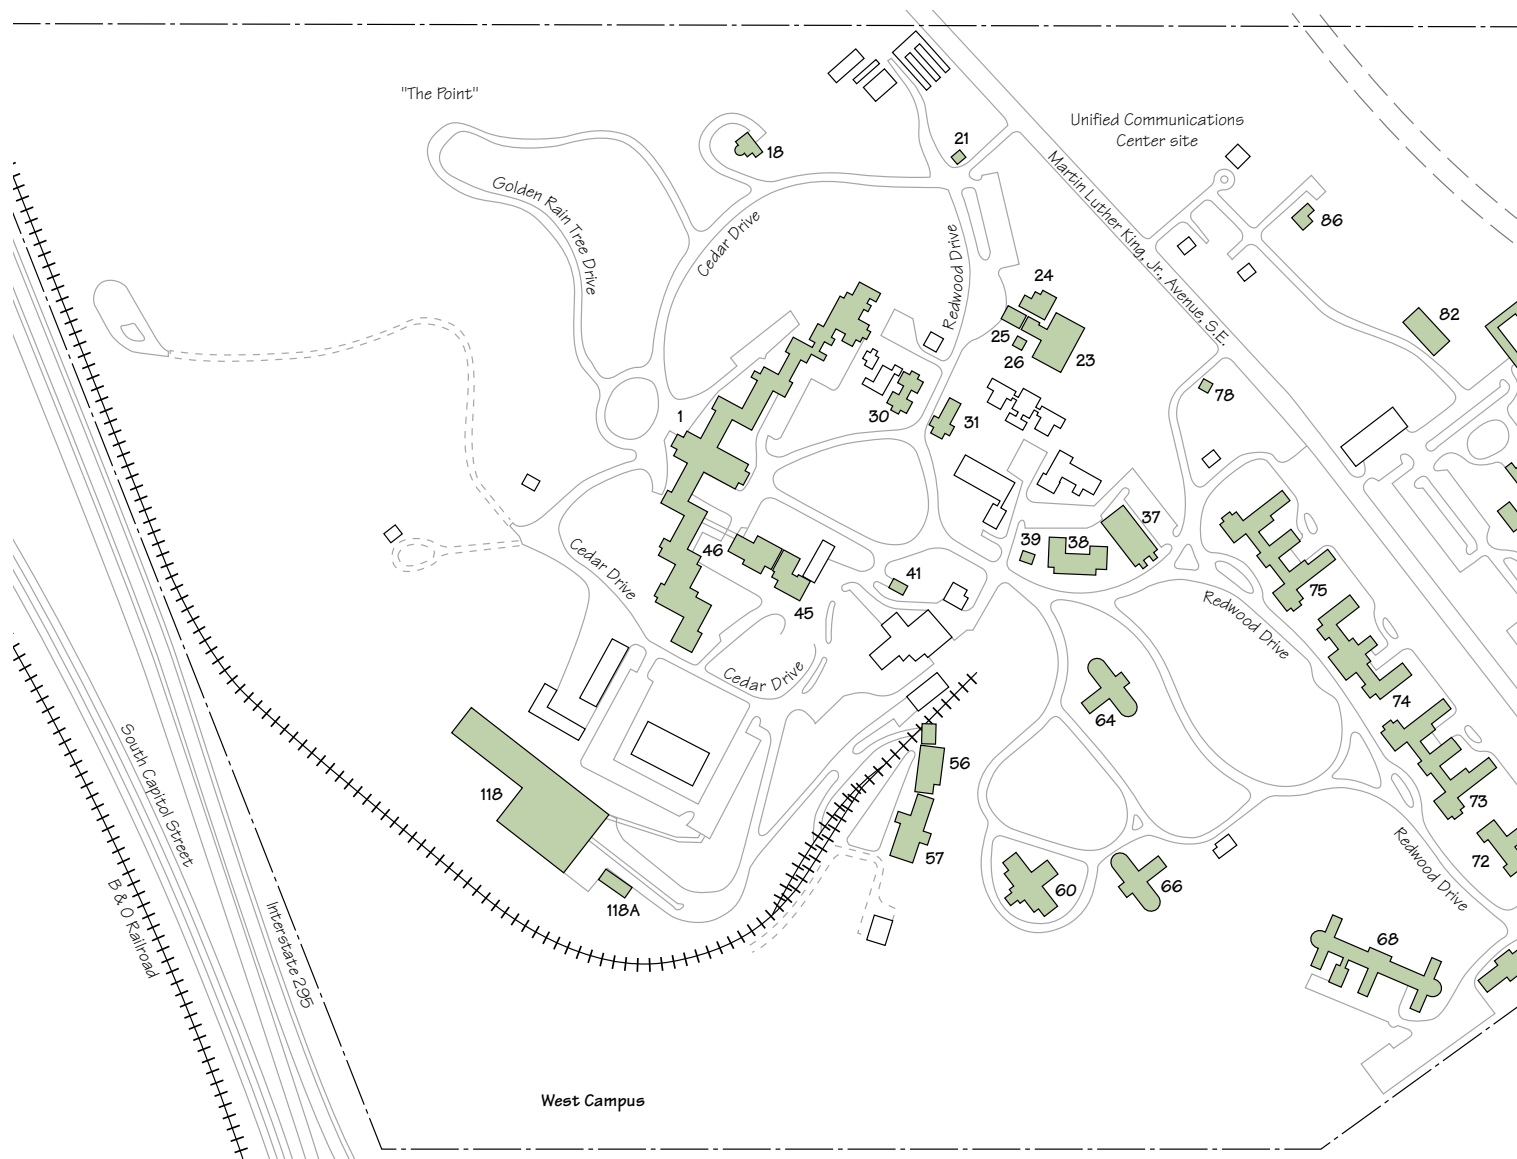 "The Point"
Unified Communications
Center site
21
18
Martin Luther King, Jr., Avenue, S.E.
86
Golden Rain Tree Drive
Cedar Drive
Redwood Drive
24
82
25
26
23
78
1
30
31
37
39
38
46
41
45
75
Cedar Drive
Redwood Drive
Cedar Drive
74
64
South Capitol Street
56
118
73
57
72
Redwood Drive
60
66
118A
B & O Railroad
Interstate 295
68
West Campus